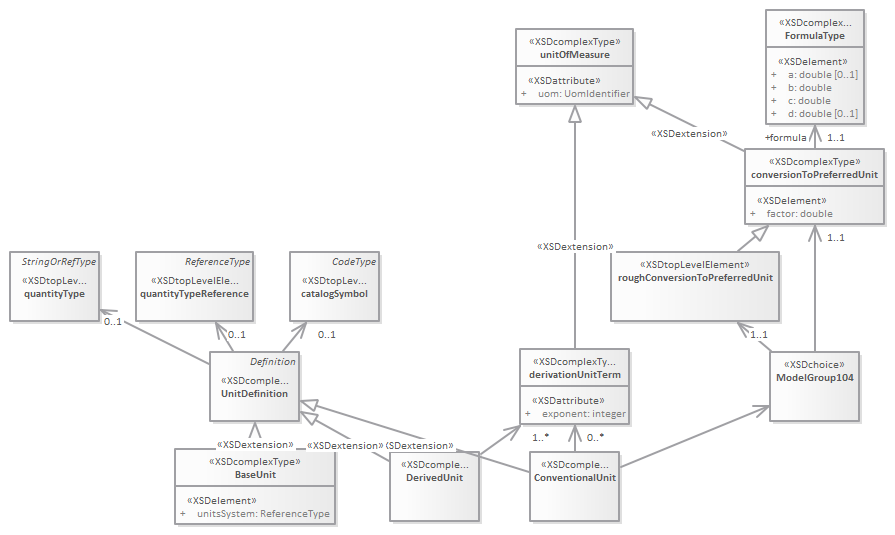 «XSDcomplex...
FormulaType
«XSDelement»
+ a: double [0..1]
+ b: double
+ c: double
+ d: double [0..1]
«XSDcomplexType»
unitOfMeasure
«XSDattribute»
+ uom: UomIdentifier
+formula
1..1
«XSDextension»
«XSDcomplexType»
conversionToPreferredUnit
«XSDelement»
+ factor: double
1..1
«XSDextension»
StringOrRefType
«XSDtopLev...
quantityType
ReferenceType
«XSDtopLevelEle...
quantityTypeReference
CodeType
«XSDtopLev...
catalogSymbol
«XSDtopLevelElement»
roughConversionToPreferredUnit
0..1
0..1
0..1
1..1
Definition
«XSDcomple...
UnitDefinition
«XSDcomplexTy...
derivationUnitTerm
«XSDattribute»
+ exponent: integer
«XSDchoice»
ModelGroup104
1..*
0..*
«XSDextension»
«XSDextension»
«XSDextension»
«XSDcomplexType»
BaseUnit
«XSDelement»
+ unitsSystem: ReferenceType
«XSDcomple...
DerivedUnit
«XSDcomple...
ConventionalUnit